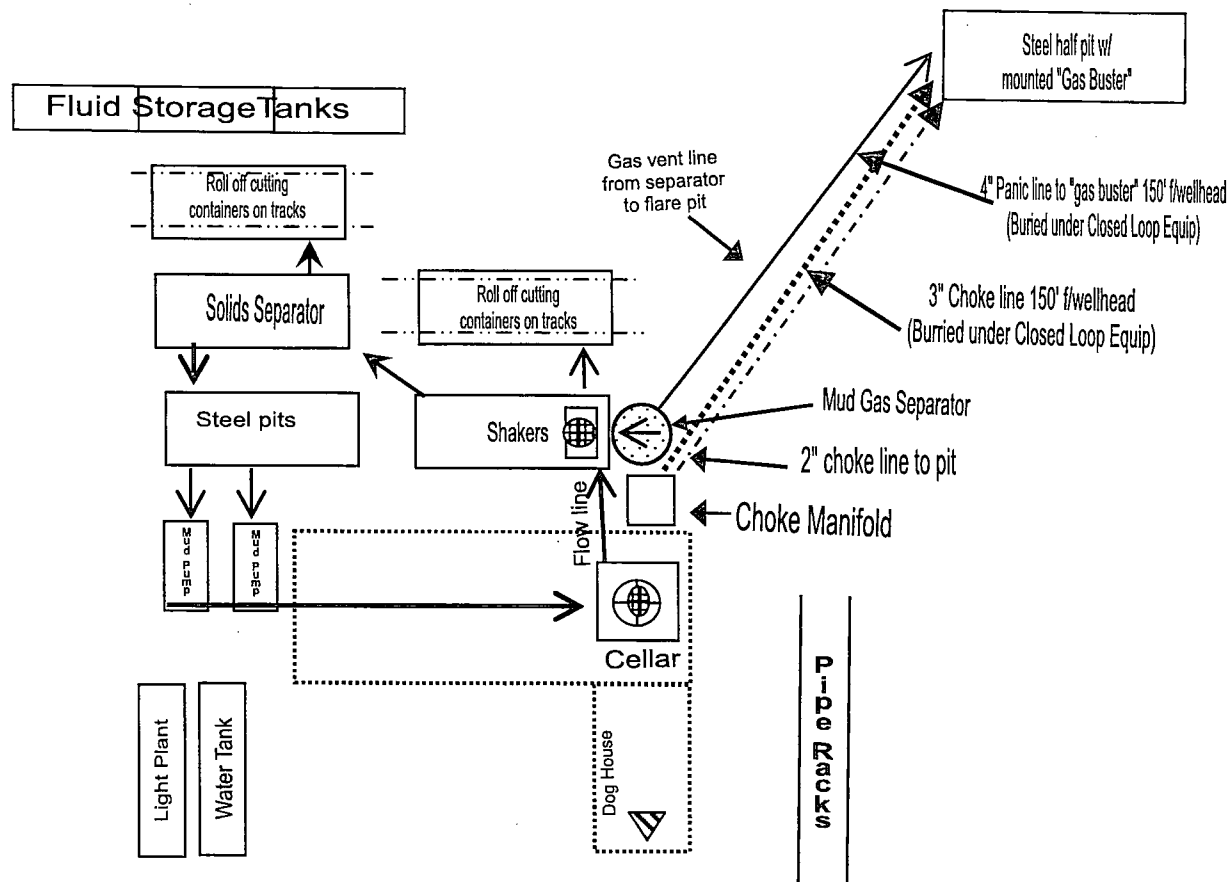 Steel half pit w/
mounted "Gas Buster"
Fluid StorageTanks
Gas vent line
from separator
to flare pit
Roll off cutting
containers on tracks
4" Panic line to "gas buster" 150' f/wellhead
(Buried under Closed Loop Equip)
Solids Separator
Roll off cutting
containers on tracks
3" Choke line 150' f/wellhead
(Burried under Closed Loop Equip)
Steel pits
Shakers
Mud Gas Separator
2" choke line to pit
Flow line
Choke Manifold
Mud pump
Mud pump
Cellar
Pipe Racks
Light Plant
Water Tank
Dog House